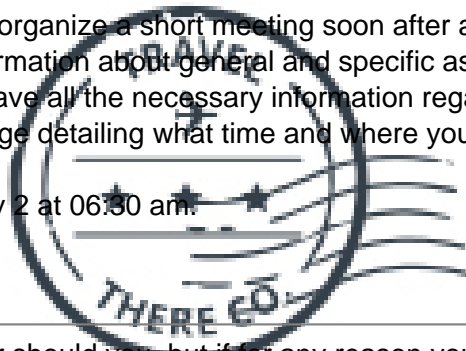 organize a short meeting soon after a
rmation about general and specific as
ave all the necessary information rega
ge detailing what time and where you
y 2 at 06:30 am.
should you, but if for any reason you
TRAVEL
THERE CO.